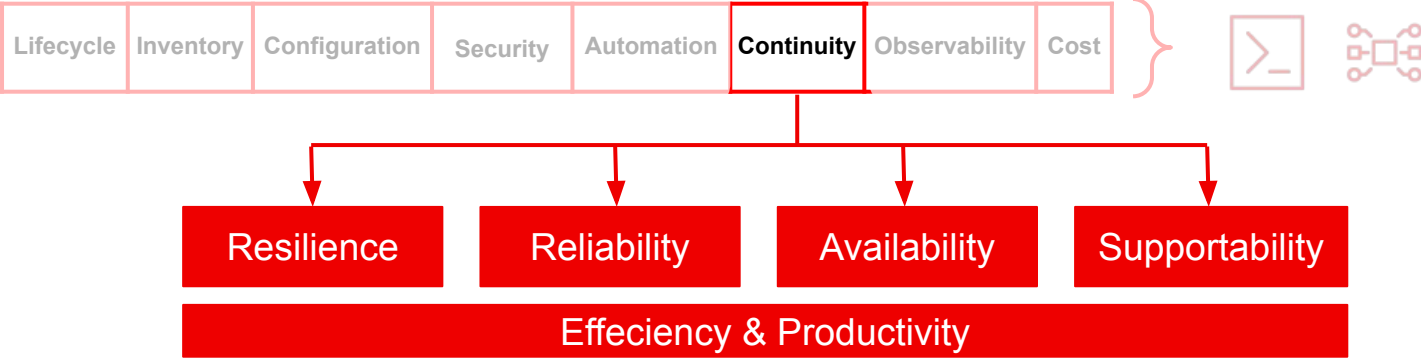 Lifecycle Inventory Configuration Security Automation Continuity Observability Cost
Resilience Reliability Availability Supportability
Effeciency & Productivity